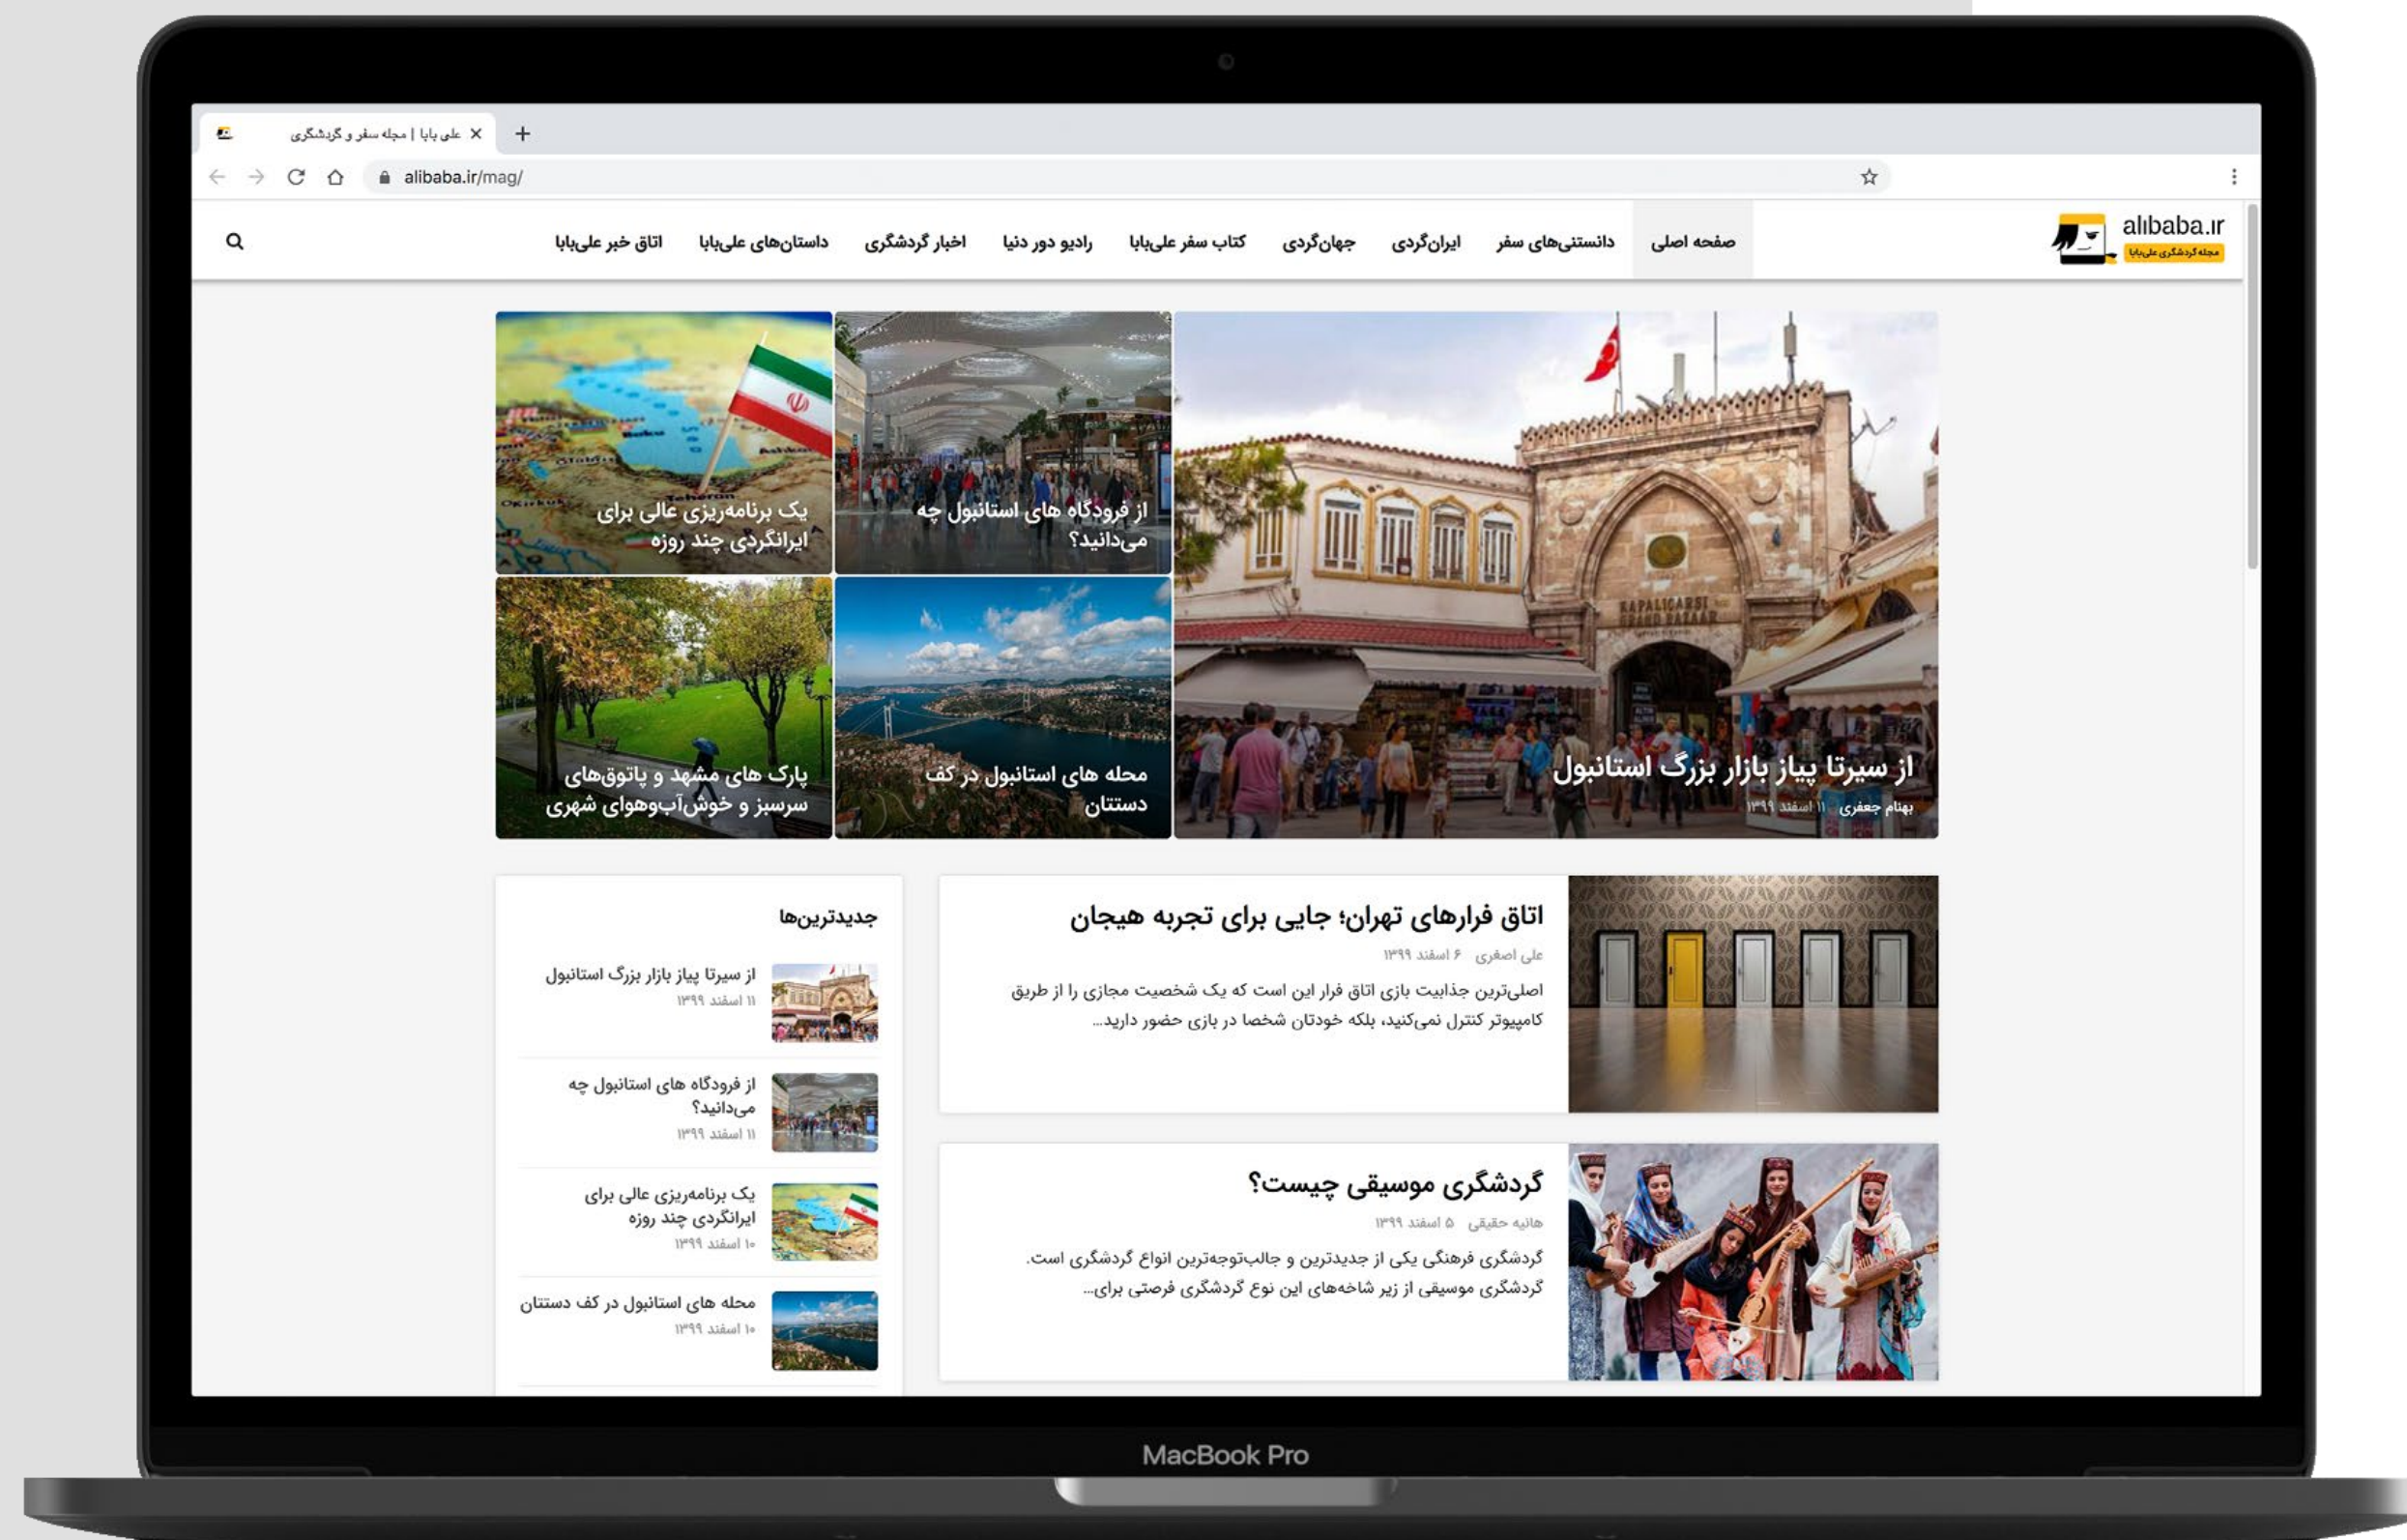 علی بابا | مجله سفر و گردشگری
alibaba.ir/mag/
alibaba.ir
مجله گردشگری علی‌بابا
صفحه اصلی
دانستنی‌های سفر
ایران‌گردی
جهان‌گردی
کتاب سفر علی‌بابا
رادیو دور دنیا
اخبار گردشگری
داستان‌های علی‌بابا
اتاق خبر علی‌بابا
KAPALIÇARŞI
GRAND BAZAAR
از سیرتا پیاز بازار بزرگ استانبول
بهنام جعفری ۱۱ اسفند ۱۳۹۹
از فرودگاه های استانبول چه
می‌دانید؟
Baku
Teheran
یک برنامه‌ریزی عالی برای
ایرانگردی چند روزه
محله های استانبول در کف
دستتان
پارک های مشهد و پاتوق‌های
سرسبز و خوش‌آب‌وهوای شهری
اتاق فرارهای تهران؛ جایی برای تجربه هیجان
علی اصغری ۶ اسفند ۱۳۹۹
اصلی‌ترین جذابیت بازی اتاق فرار این است که یک شخصیت مجازی را از طریق
کامپیوتر کنترل نمی‌کنید، بلکه خودتان شخصا در بازی حضور دارید...
گردشگری موسیقی چیست؟
هانیه حقیقی ۵ اسفند ۱۳۹۹
گردشگری فرهنگی یکی از جدیدترین و جالب‌توجه‌ترین انواع گردشگری است.
گردشگری موسیقی از زیر شاخه‌های این نوع گردشگری فرصتی برای...
جدیدترین‌ها
از سیرتا پیاز بازار بزرگ استانبول
۱۱ اسفند ۱۳۹۹
از فرودگاه های استانبول چه
می‌دانید؟
۱۱ اسفند ۱۳۹۹
یک برنامه‌ریزی عالی برای
ایرانگردی چند روزه
۱۰ اسفند ۱۳۹۹
محله های استانبول در کف دستتان
۱۰ اسفند ۱۳۹۹
MacBook Pro